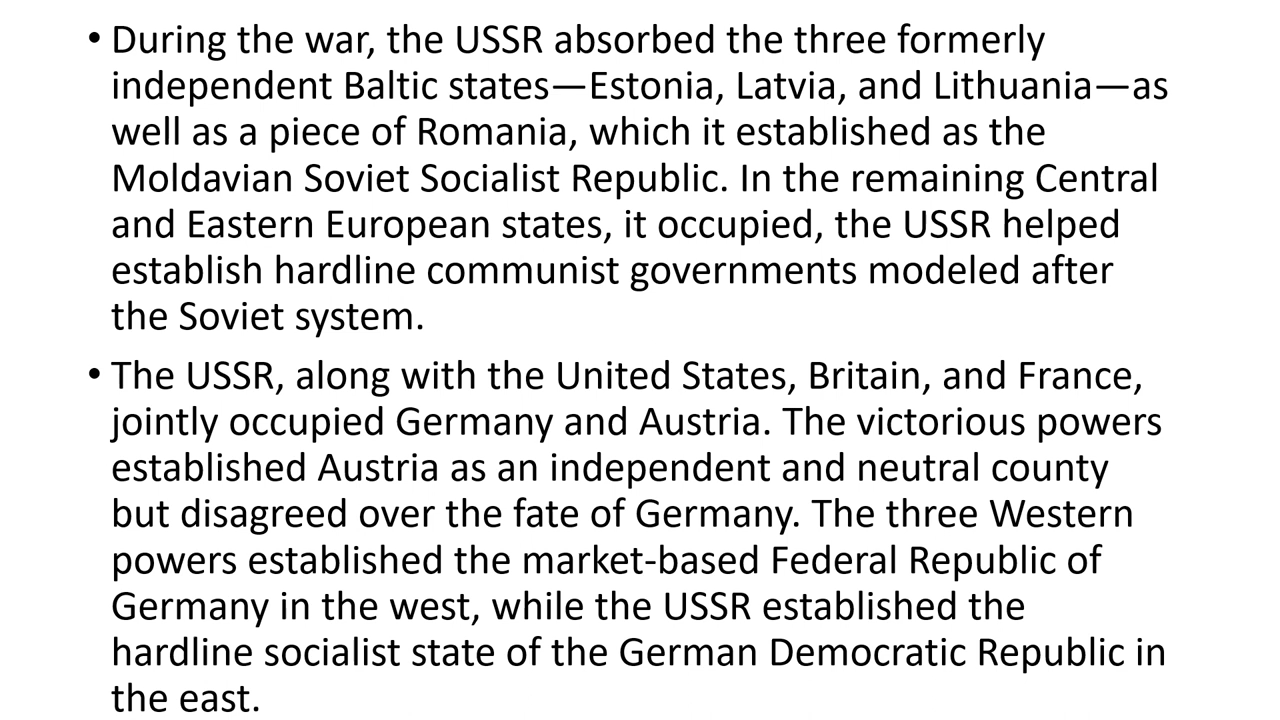 • During the war, the USSR absorbed the three formerly
independent Baltic states—Estonia, Latvia, and Lithuania—as
well as a piece of Romania, which it established as the
Moldavian Soviet Socialist Republic. In the remaining Central
and Eastern European states, it occupied, the USSR helped
establish hardline communist governments modeled after
the Soviet system.
• The USSR, along with the United States, Britain, and France,
jointly occupied Germany and Austria. The victorious powers
established Austria as an independent and neutral county
but disagreed over the fate of Germany. The three Western
powers established the market-based Federal Republic of
Germany in the west, while the USSR established the
hardline socialist state of the German Democratic Republic in
the east.